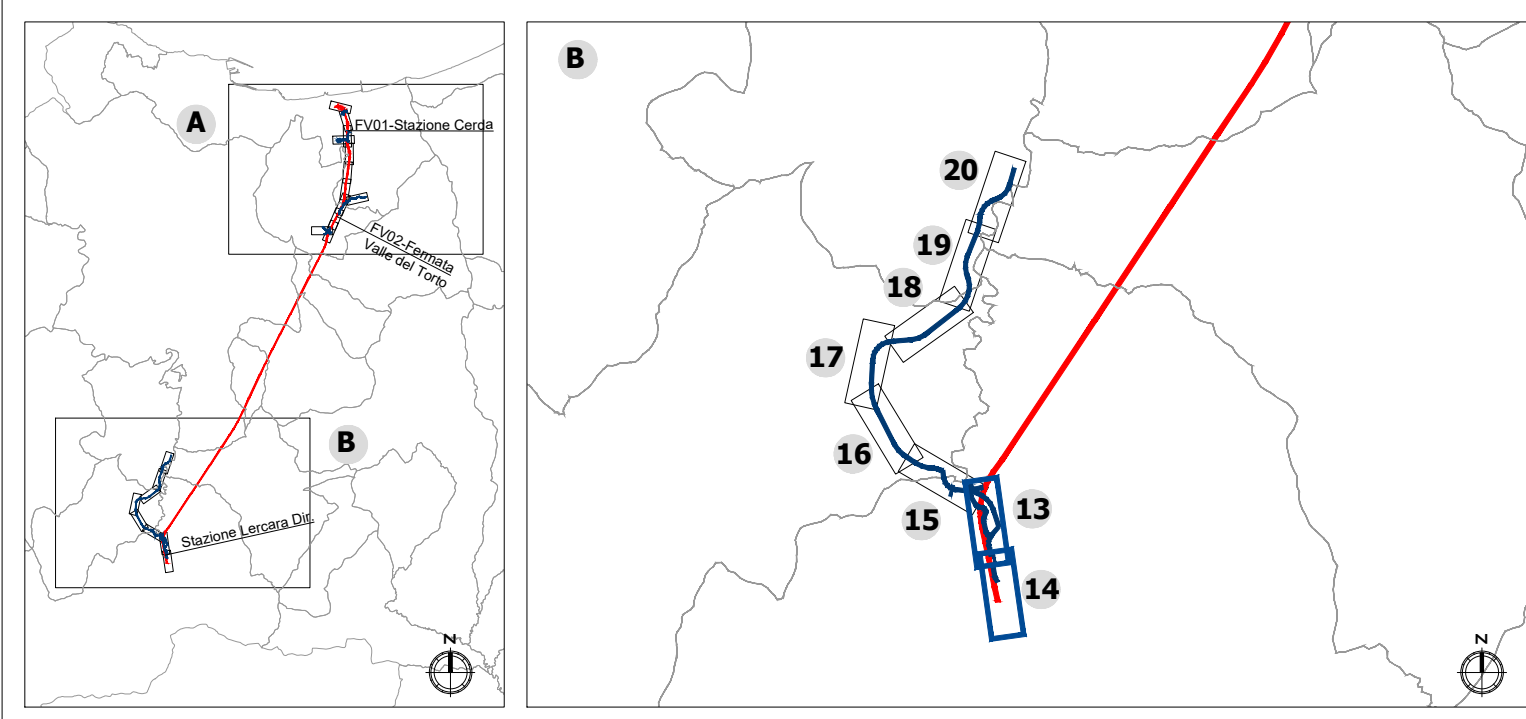 A
FV01-Stazione Cerda
FV02-Fermata
Valle del Torto
B
Stazione Lercara Dir.
N
B
20
19
18
17
16
15
13
14
N